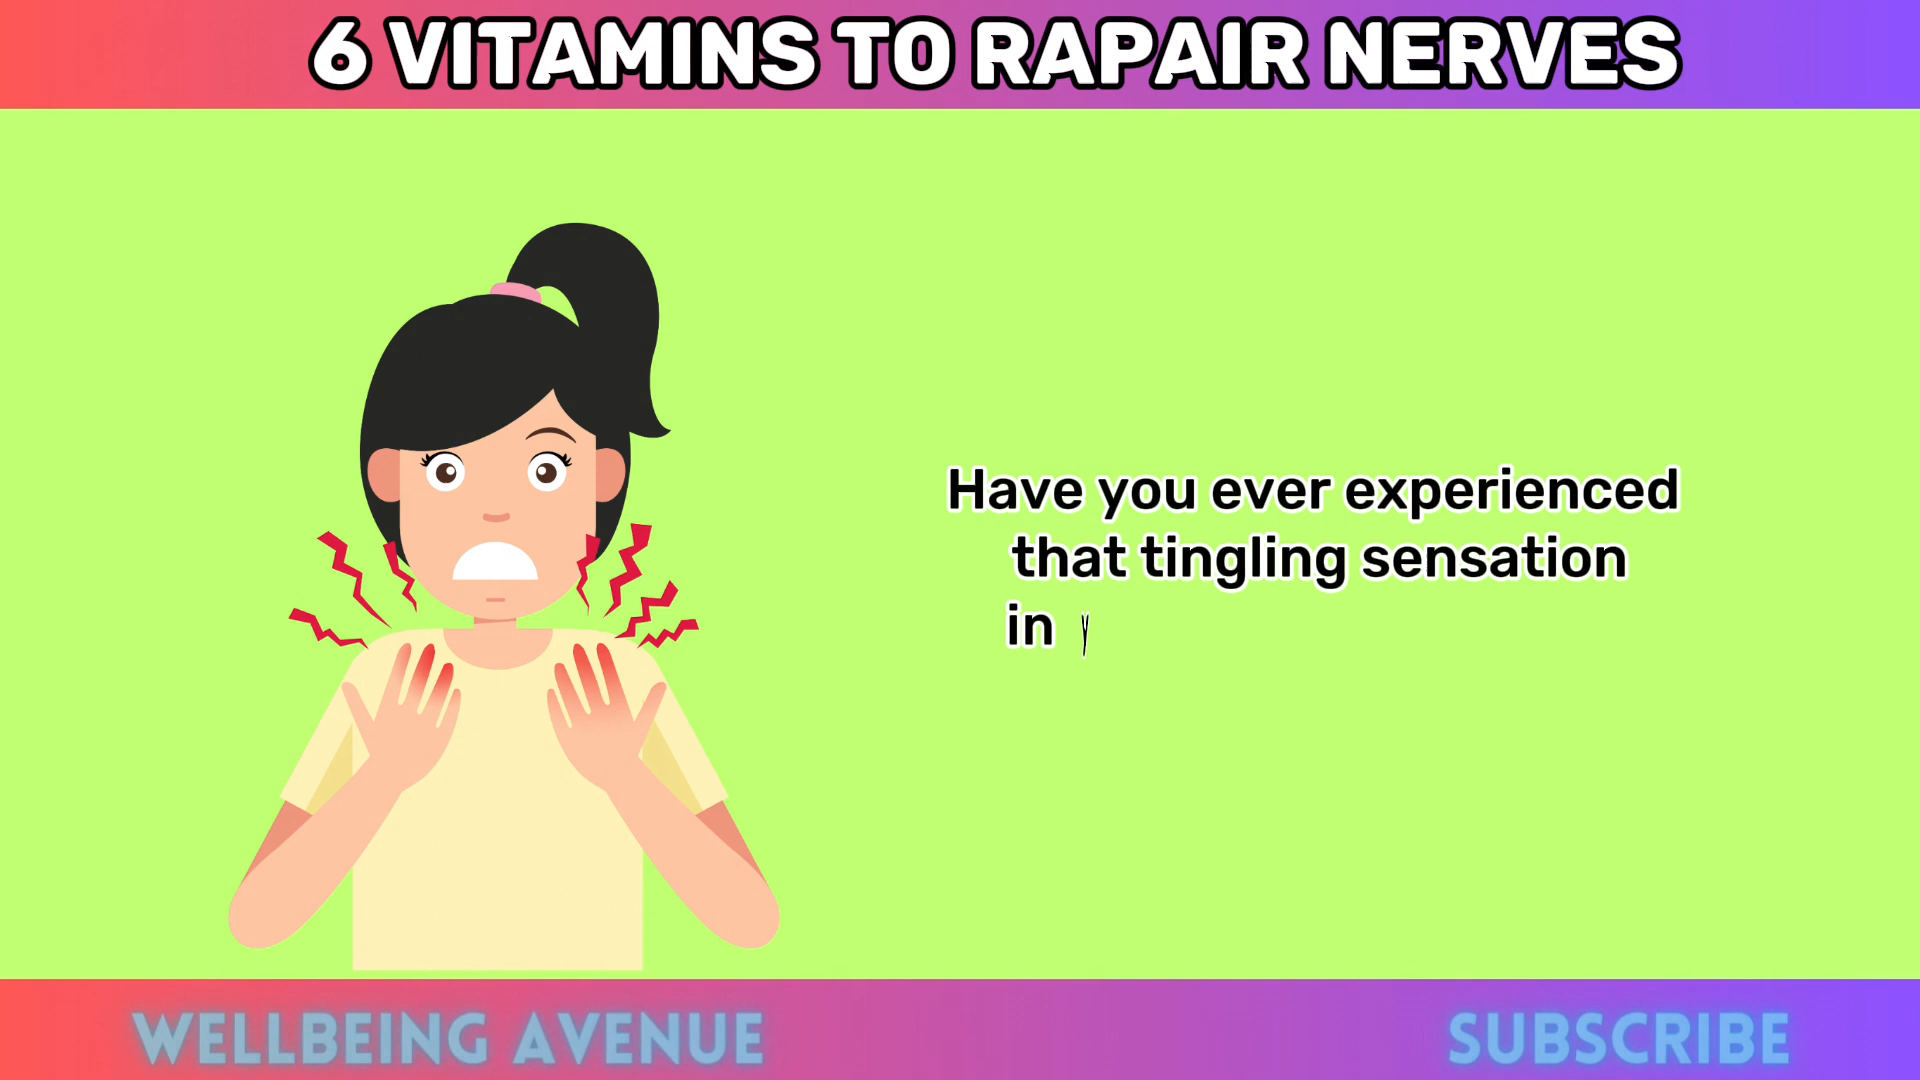 6 VITAMINS TO RAPAIR NERVES
Have you ever experienced
that tingling sensation
in y
WELLBEING AVENUE
SUBSCRIBE